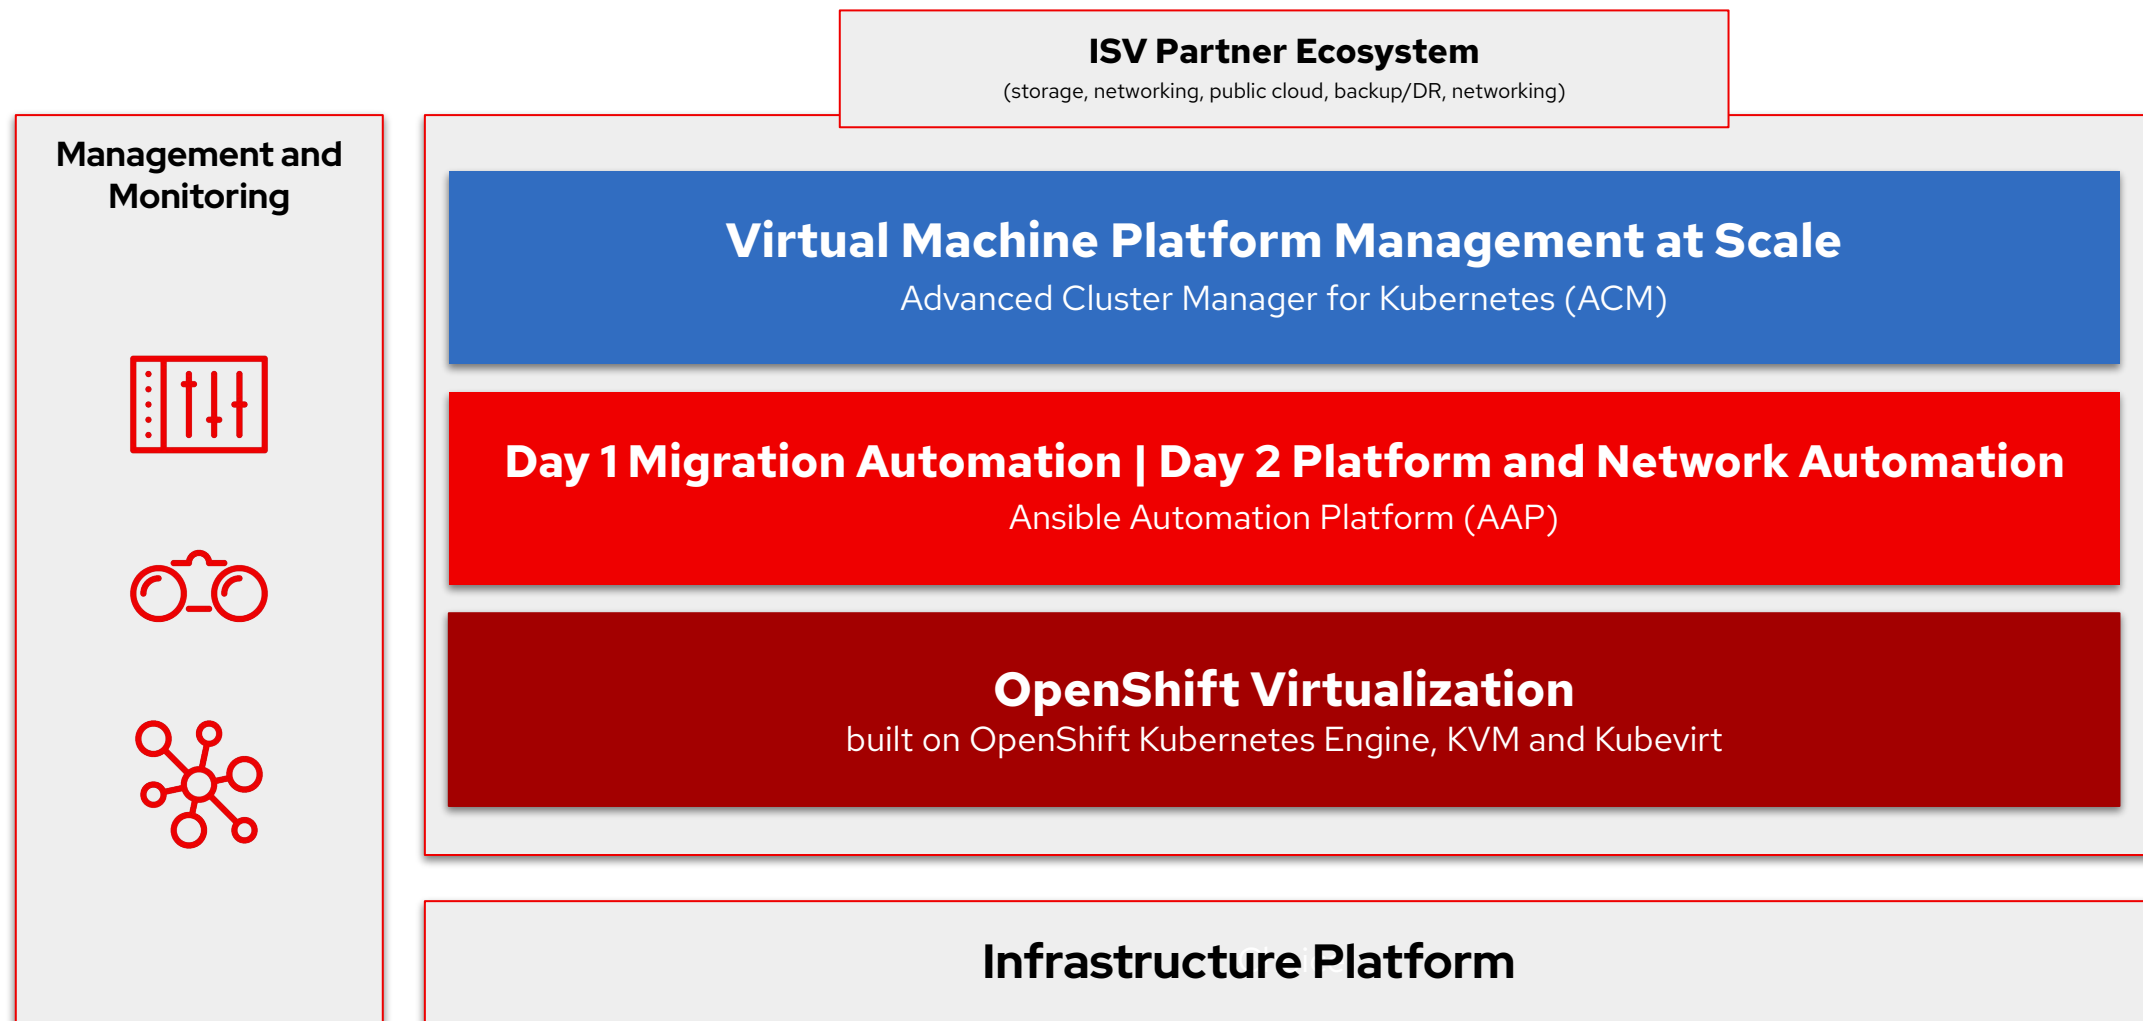 ISV Partner Ecosystem
(storage, networking, public cloud, backup/DR, networking)
Management and
Monitoring
Virtual Machine Platform Management at Scale
Advanced Cluster Manager for Kubernetes (ACM)
Day 1 Migration Automation | Day 2 Platform and Network Automation
Ansible Automation Platform (AAP)
OpenShift Virtualization
built on OpenShift Kubernetes Engine, KVM and Kubevirt
Infrastructure Platform